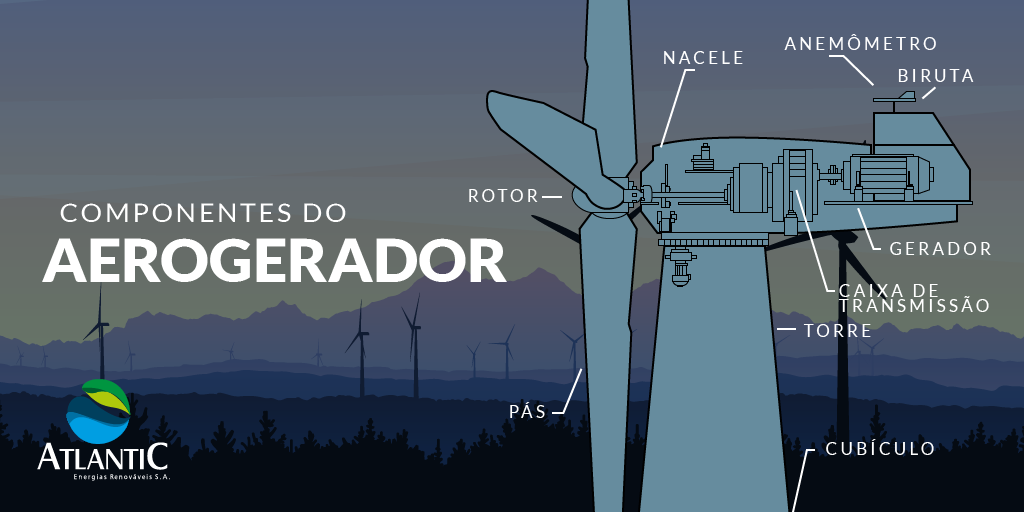 COMPONENTES DO
AEROGERADOR
NACELE
ANEMÔMETRO
BIRUTA
ROTOR
GERADOR
CAIXA DE
TRANSMISSÃO
TORRE
PÁS
CUBÍCULO
ATLANTIC
Energias Renováveis S.A.